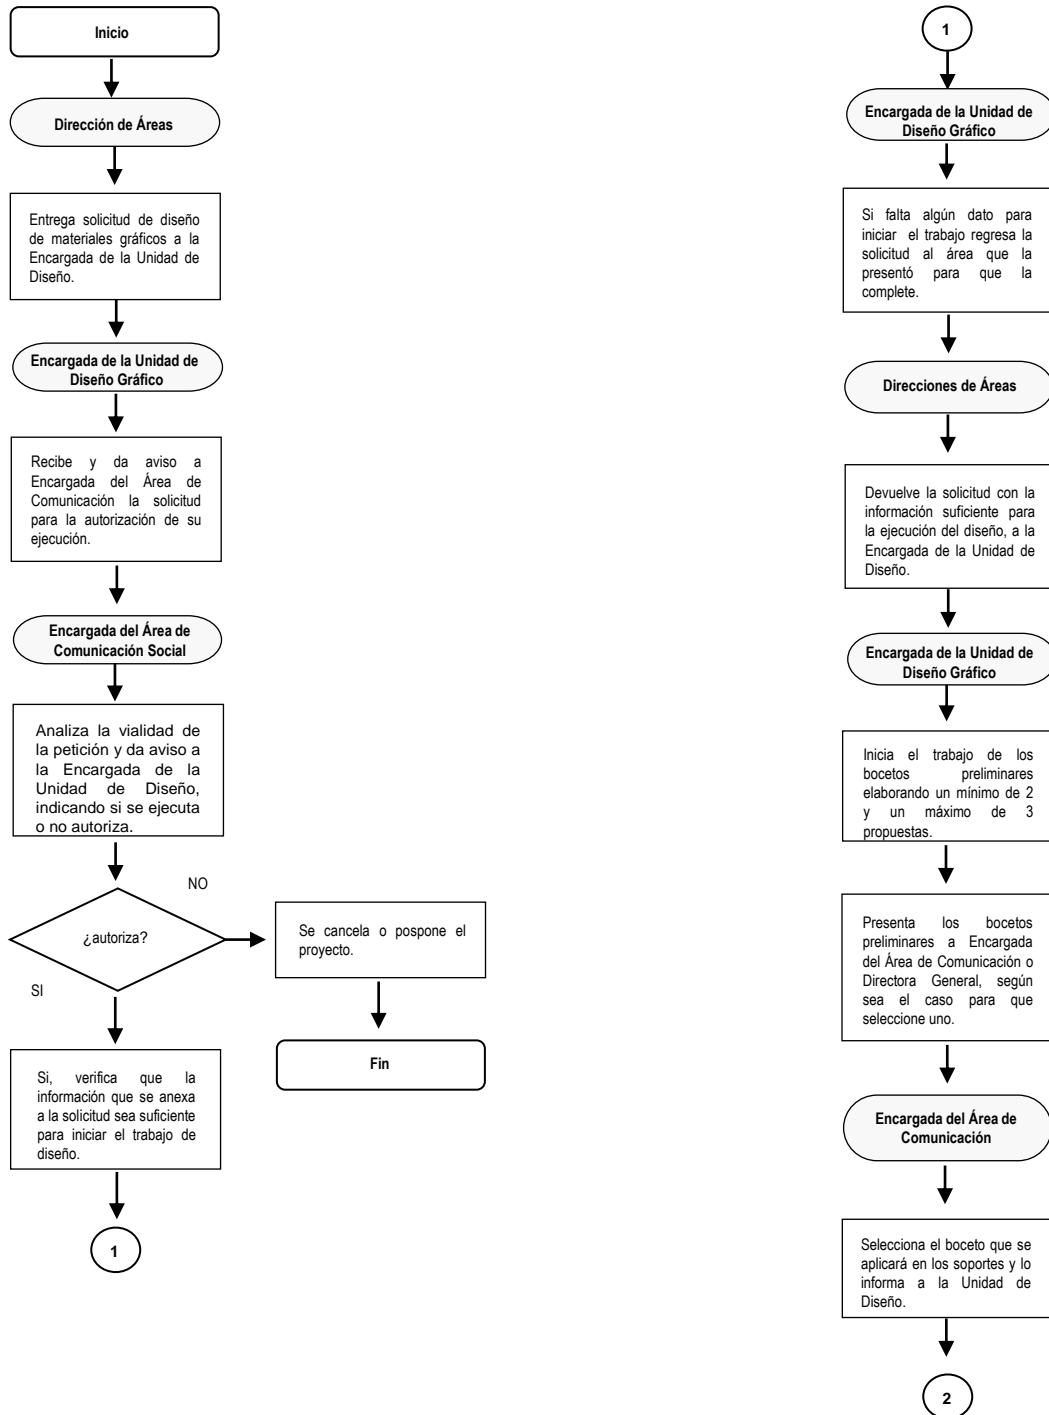 Inicio
Dirección de Áreas
Entrega solicitud de diseño
de materiales gráficos a la
Encargada de la Unidad de
Diseño.
Encargada de la Unidad de
Diseño Gráfico
Recibe y da aviso a
Encargada del Área de
Comunicación la solicitud
para la autorización de su
ejecución.
Encargada del Área de
Comunicación Social
Analiza la vialidad de
la petición y da aviso a
la Encargada de la
Unidad de Diseño,
indicando si se ejecuta
o no autoriza.
NO
¿autoriza?
SI
Se cancela o pospone el
proyecto.
Fin
Si, verifica que la
información que se anexa
a la solicitud sea suficiente
para iniciar el trabajo de
diseño.
1
1
Encargada de la Unidad de
Diseño Gráfico
Si falta algún dato para
iniciar el trabajo regresa la
solicitud al área que la
presentó para que la
complete.
Direcciones de Áreas
Devuelve la solicitud con la
información suficiente para
la ejecución del diseño, a la
Encargada de la Unidad de
Diseño.
Encargada de la Unidad de
Diseño Gráfico
Inicia el trabajo de los
bocetos preliminares
elaborando un mínimo de 2
y un máximo de 3
propuestas.
Presenta los bocetos
preliminares a Encargada
del Área de Comunicación o
Directora General, según
sea el caso para que
seleccione uno.
Encargada del Área de
Comunicación
Selecciona el boceto que se
aplicará en los soportes y lo
informa a la Unidad de
Diseño.
2